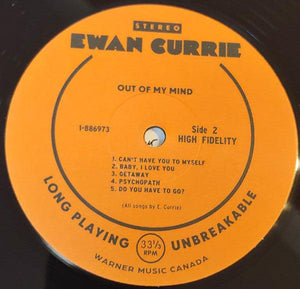 STEREO
EWAN CURRIE
OUT OF MY MIND
1-886973
Side 2
HIGH FIDELITY
1. CAN'T HAVE YOU TO MYSELF
2. BABY, I LOVE YOU
3. GETAWAY
4. PSYCHOPATH
5. DO YOU HAVE TO GO?
(All songs by E. Currie)
LONG PLAYING
33⅓
RPM
UNBREAKABLE
WARNER MUSIC CANADA